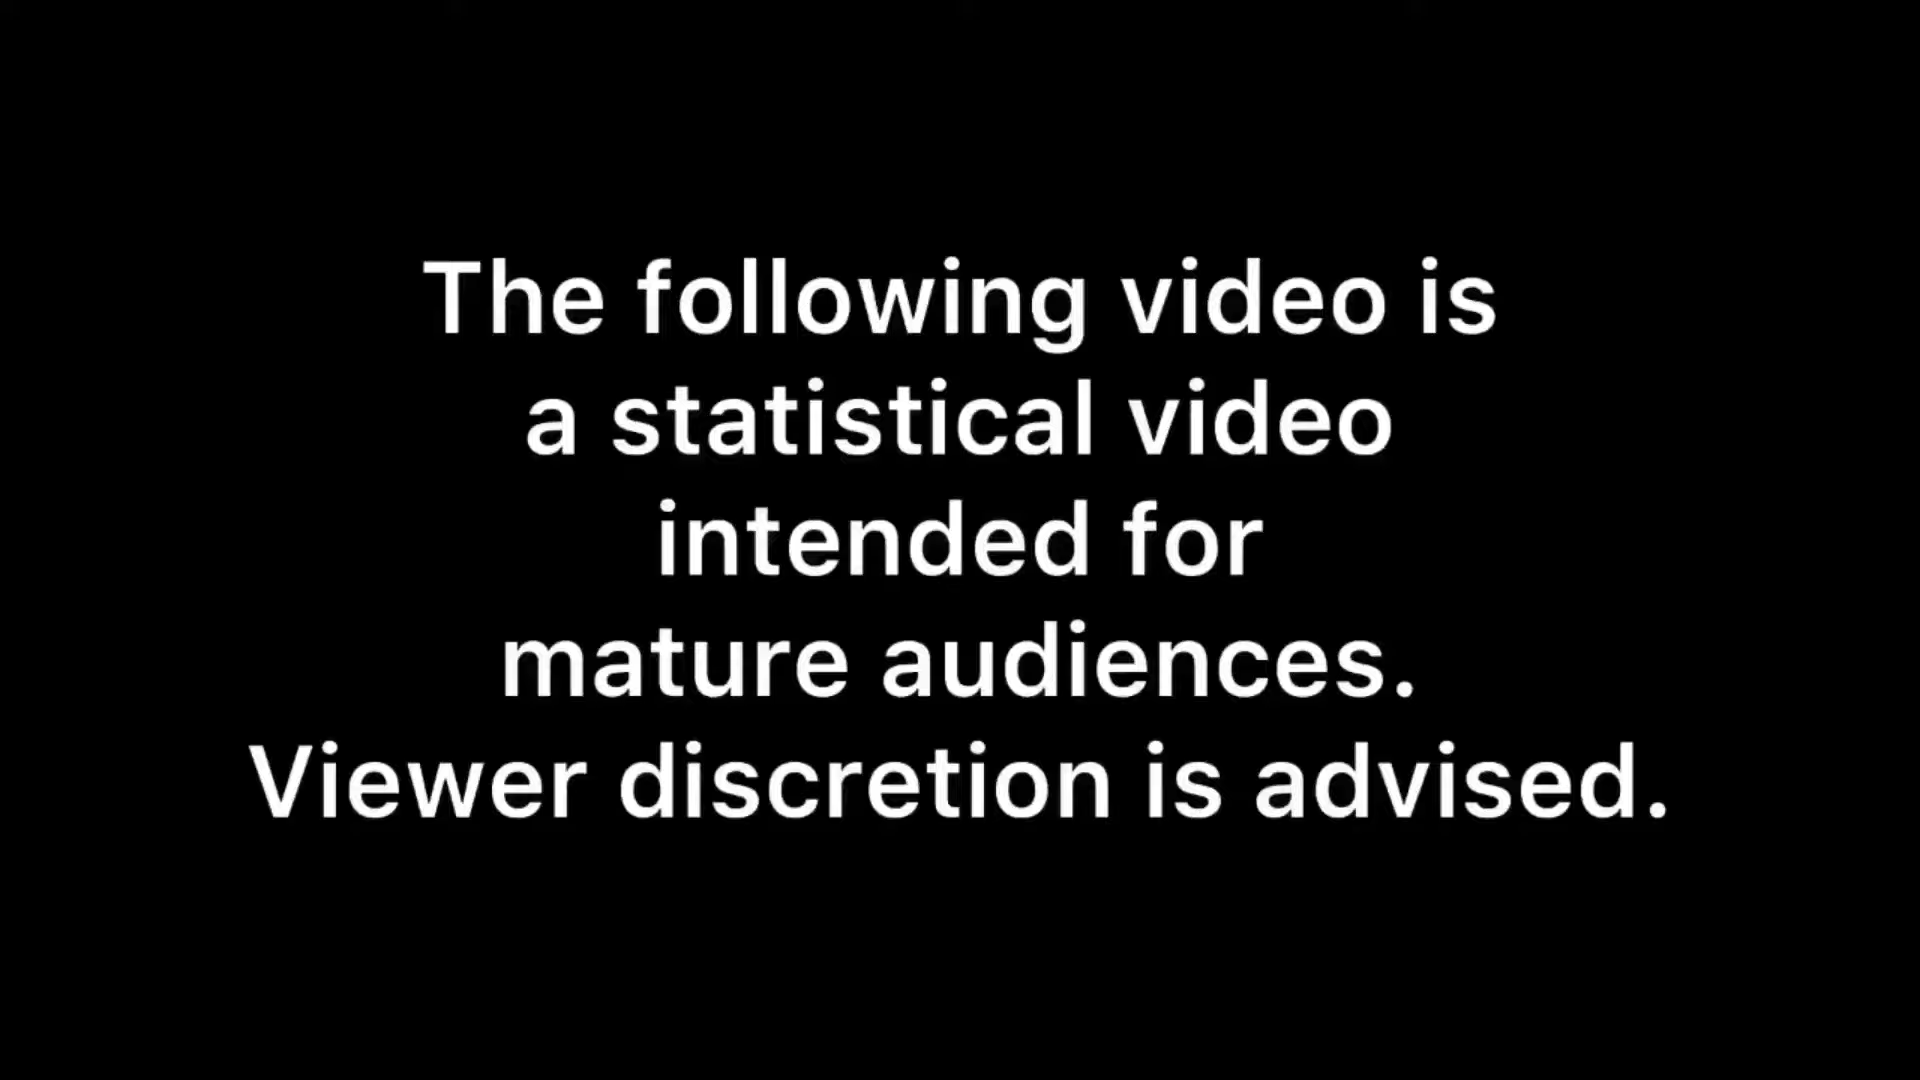 The following video is
a statistical video
intended for
mature audiences.
Viewer discretion is advised.